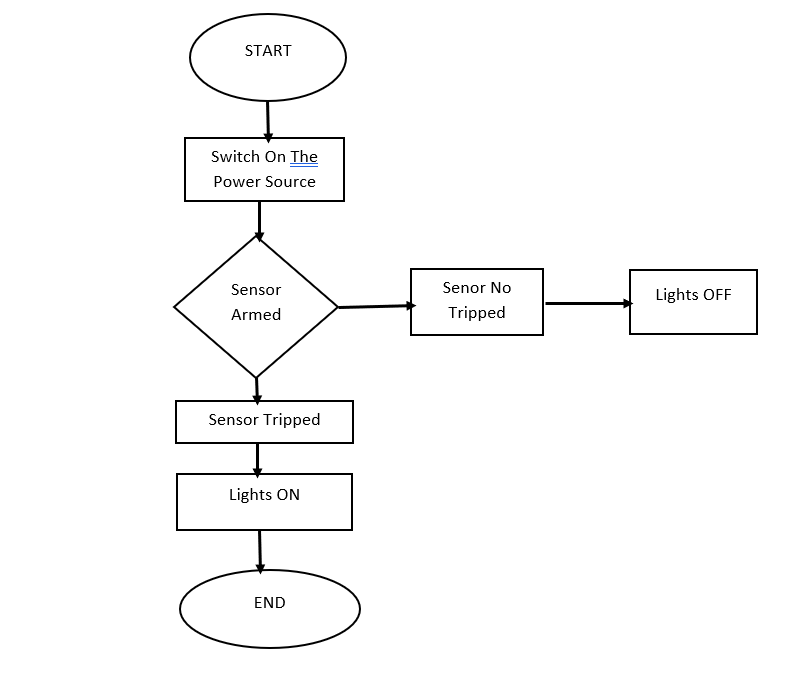 START
Switch On The
Power Source
Sensor
Armed
Senor No
Tripped
Lights OFF
Sensor Tripped
Lights ON
END